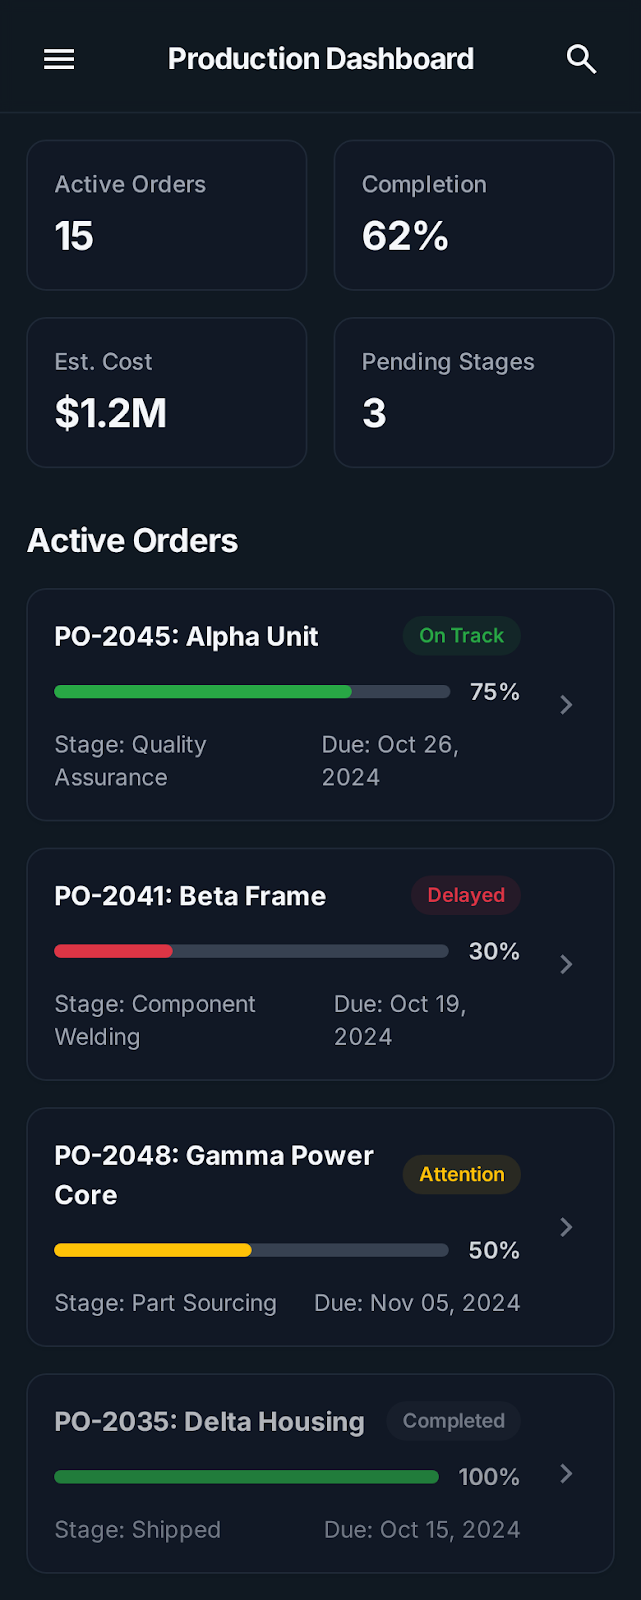 Production Dashboard
Active Orders
15
Completion
62%
Est. Cost
$1.2M
Pending Stages
3
Active Orders
PO-2045: Alpha Unit
On Track
75%
Stage: Quality
Assurance
Due: Oct 26,
2024
PO-2041: Beta Frame
Delayed
30%
Stage: Component
Welding
Due: Oct 19,
2024
PO-2048: Gamma Power
Core
Attention
50%
Stage: Part Sourcing
Due: Nov 05, 2024
PO-2035: Delta Housing
Completed
100%
Stage: Shipped
Due: Oct 15, 2024